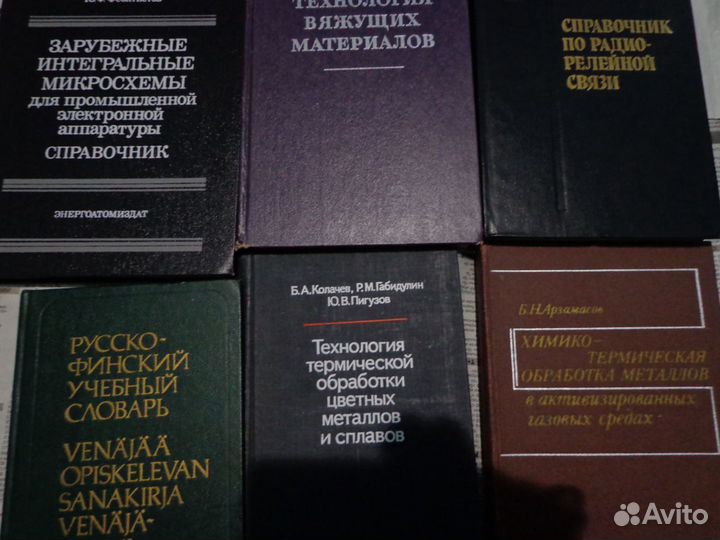 ЗАРУБЕЖНЫЕ
ИНТЕГРАЛЬНЫЕ
МИКРОСХЕМЫ
для промышленной
электронной
аппаратуры
СПРАВОЧНИК
ЭНЕРГОАТОМИЗДАТ
ТЕХНОЛОГИЯ
ВЯЖУЩИХ
МАТЕРИАЛОВ
СПРАВОЧНИК
ПО РАДИО-
РЕЛЕЙНОЙ
СВЯЗИ
РУССКО-
ФИНСКИЙ
УЧЕБНЫЙ
СЛОВАРЬ
VENÄJÄÄ
OPISKELEVAN
SANAKIRJA
VENÄJÄ-
Б.А.Колачев, Р.М.Габидулин
Ю.В.Пигузов
Технология
термической
обработки
цветных
металлов
и сплавов
Б.Н.Арзамасов
ХИМИКО-
ТЕРМИЧЕСКАЯ
ОБРАБОТКА МЕТАЛЛОВ
в активизированных
газовых средах
Avito